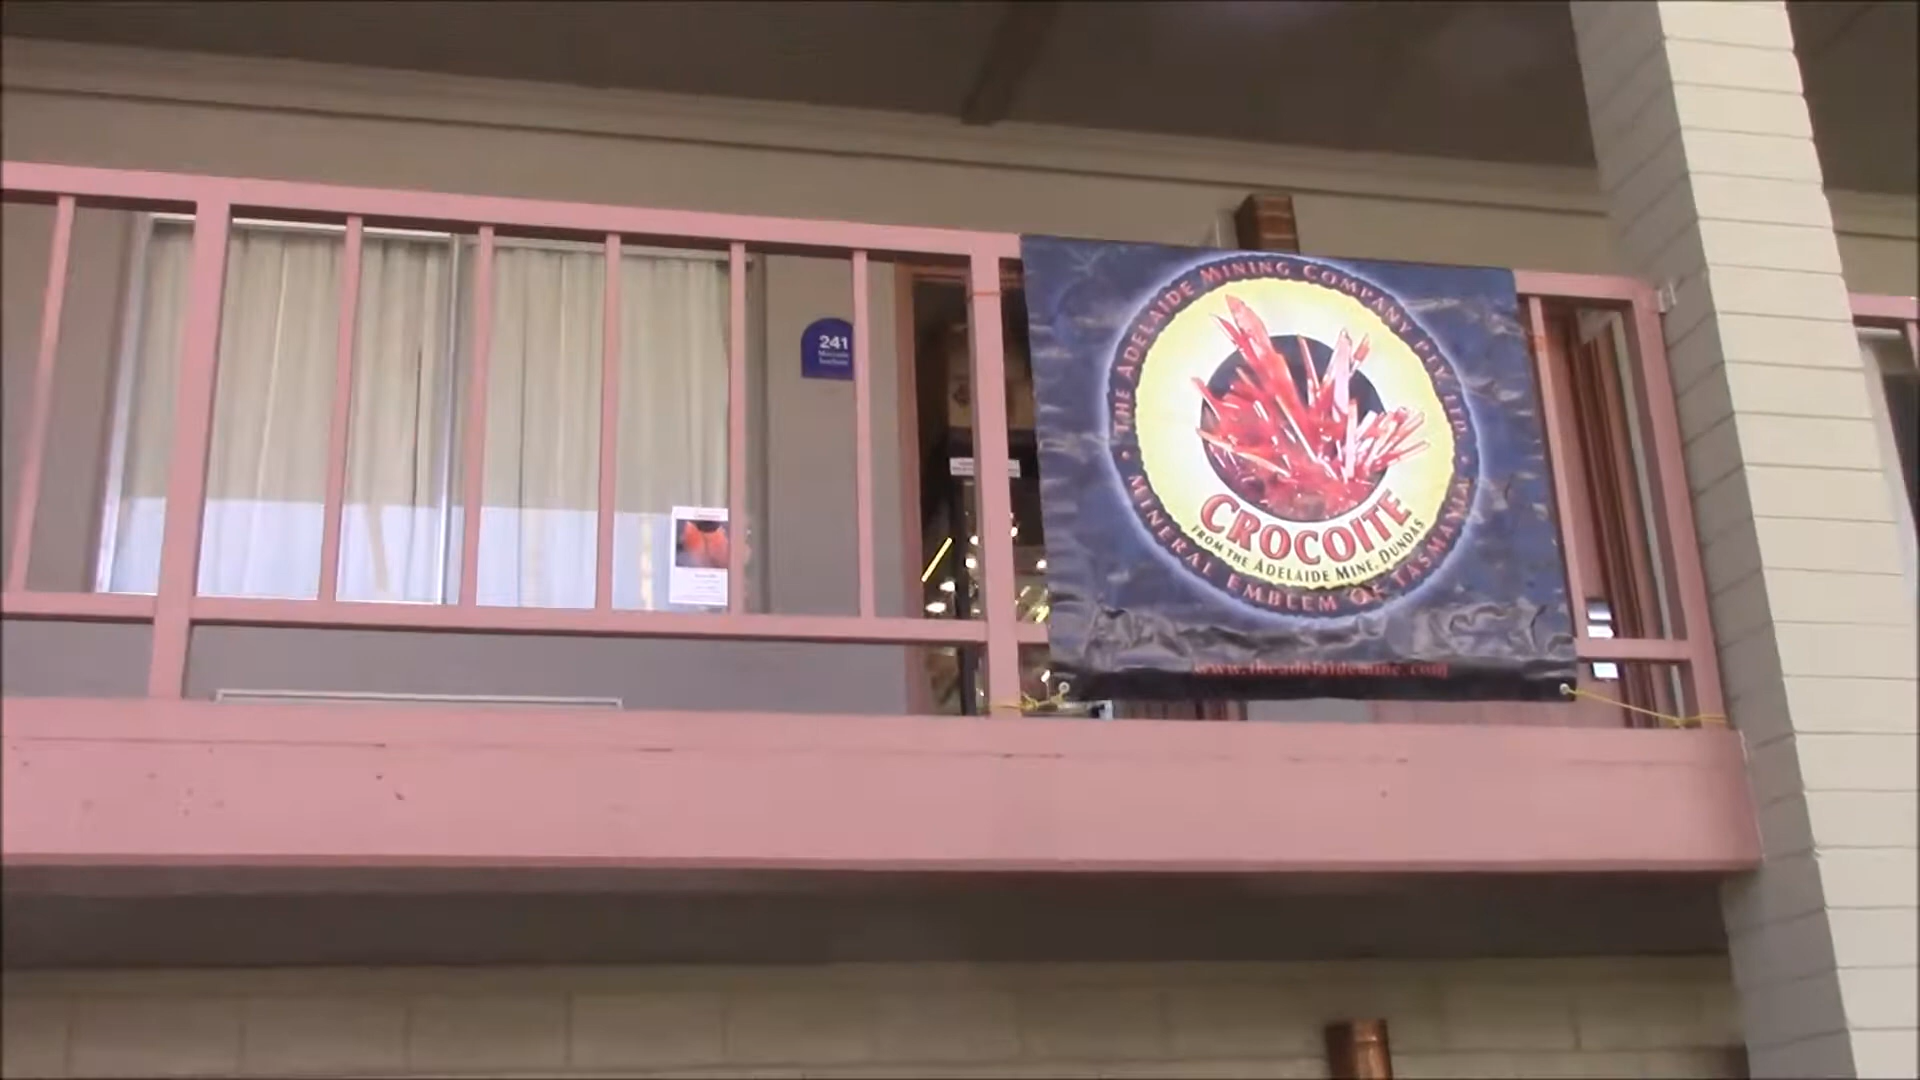 241
THE ADELAIDE MINING COMPANY PTY. LTD.
CROCOITE
FROM THE ADELAIDE MINE, DUNDAS
MINERAL EMBLEM OF TASMANIA
www.theadelaidemine.com